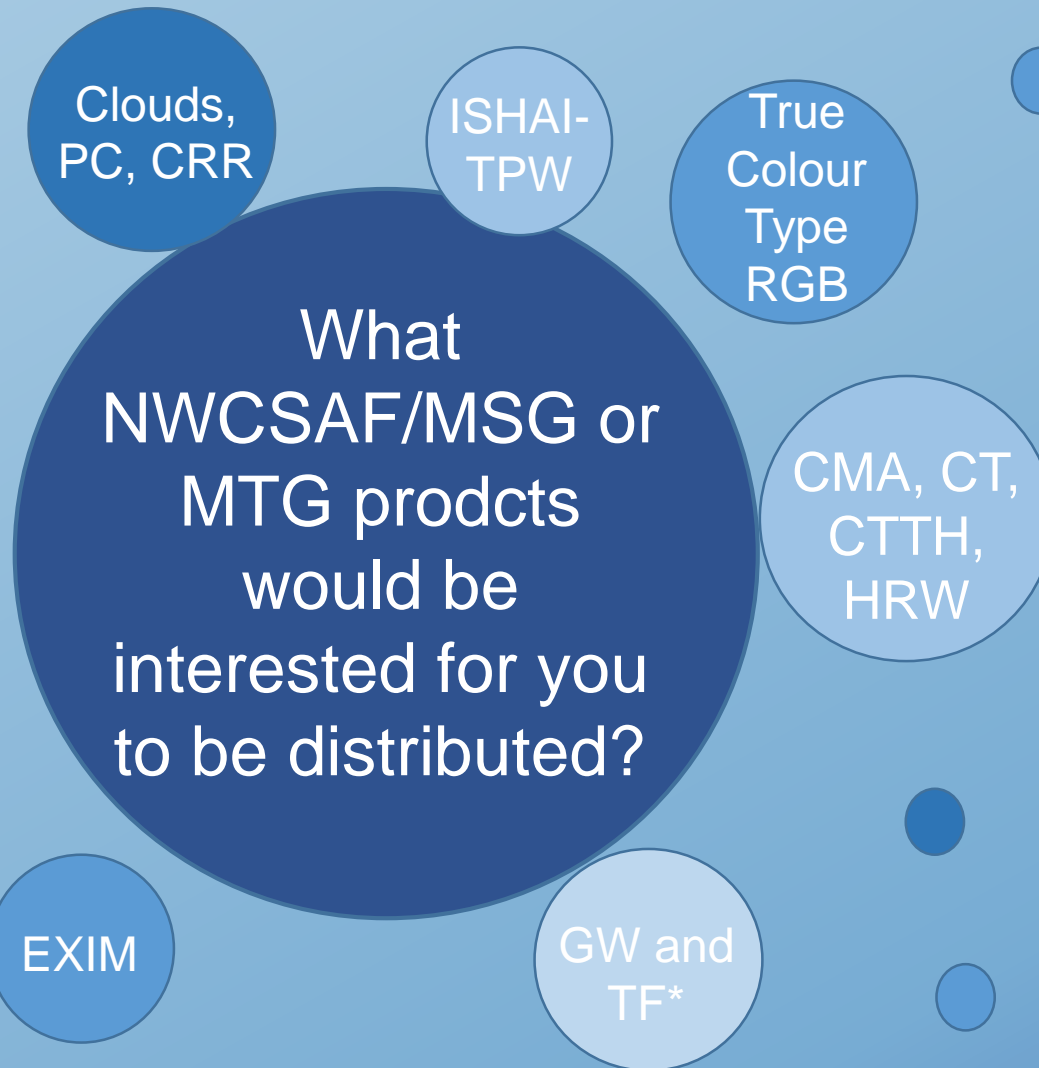 Clouds,
PC, CRR
ISHAI-
TPW
True
Colour
Type
RGB
What
NWCSAF/MSG or
MTG prodcts
would be
interested for you
to be distributed?
CMA, CT,
CTTH,
HRW
EXIM
GW and
TF*